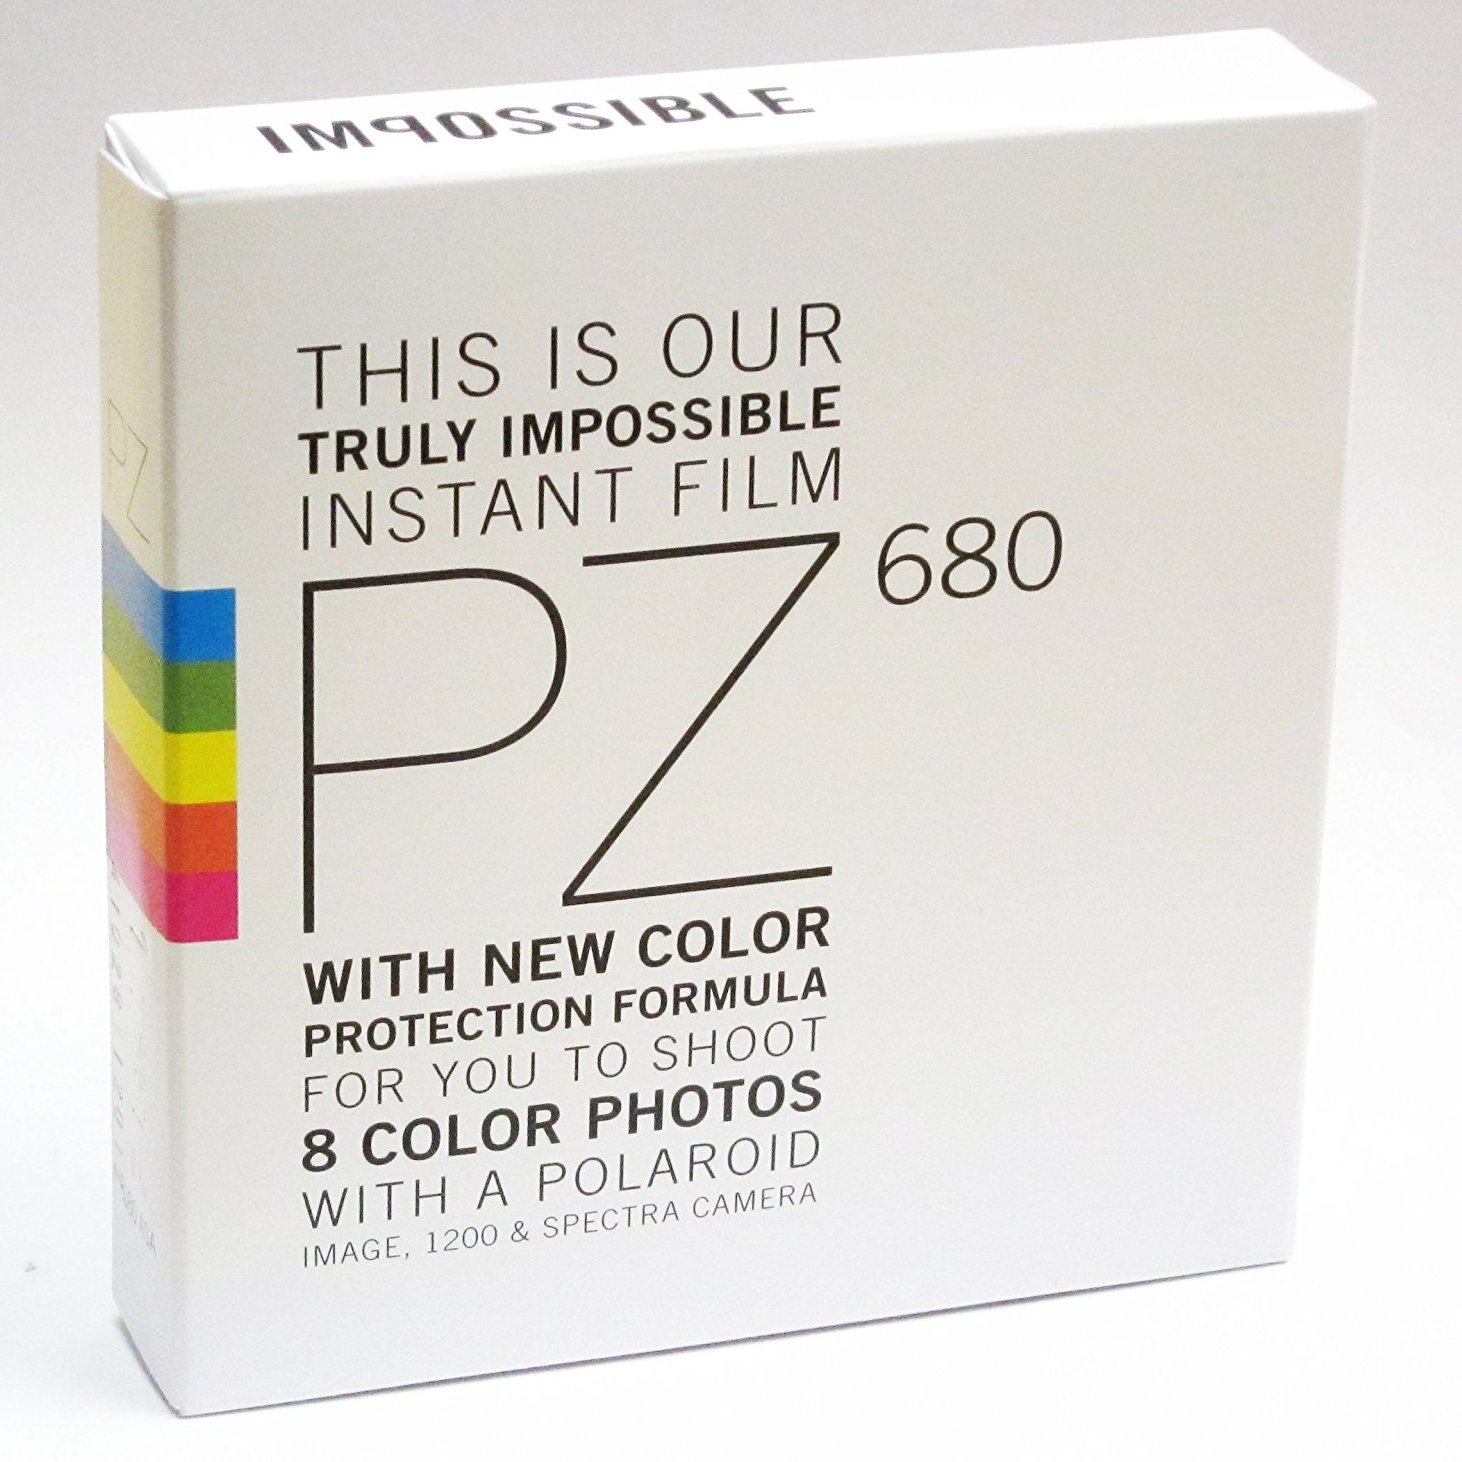 IMPOSSIBLE
THIS IS OUR
TRULY IMPOSSIBLE
INSTANT FILM
PZ 680
WITH NEW COLOR
PROTECTION FORMULA
FOR YOU TO SHOOT
8 COLOR PHOTOS
WITH A POLAROID
IMAGE, 1200 & SPECTRA CAMERA
PZ